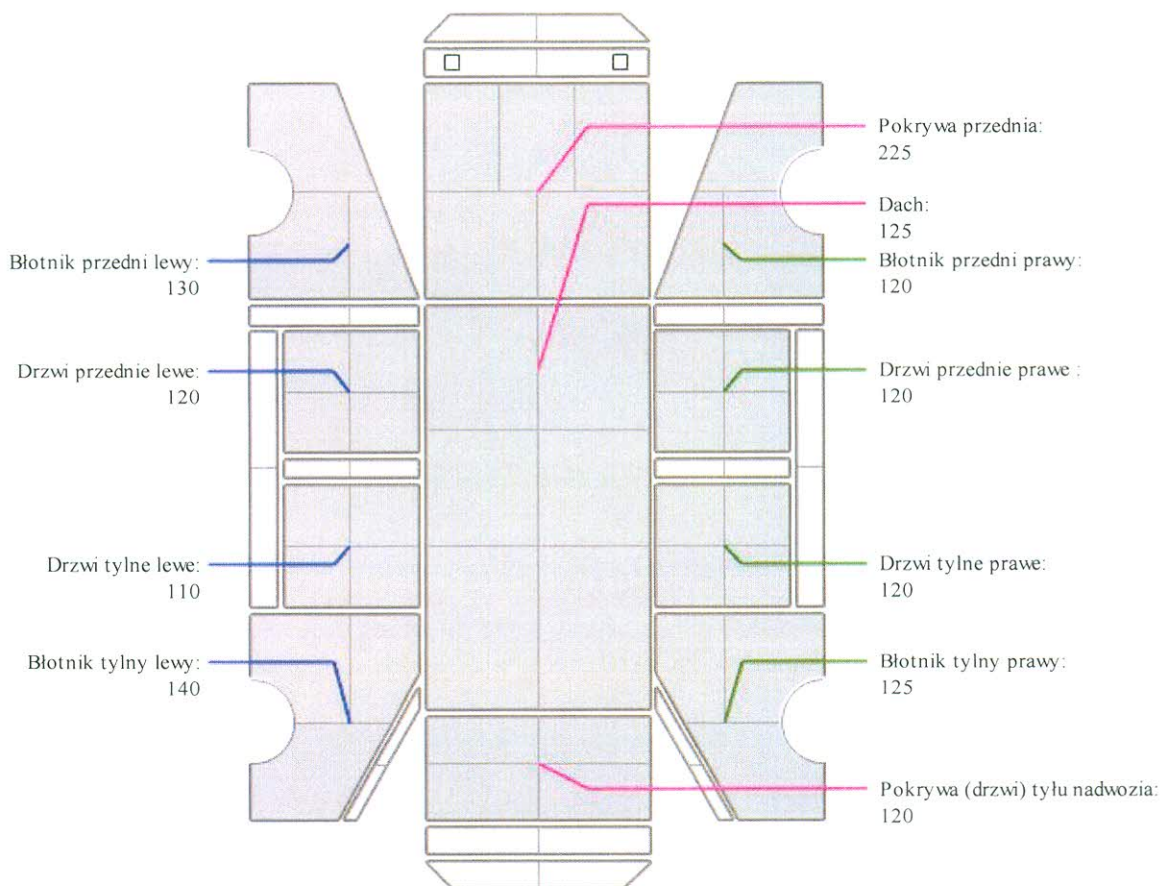 Pokrywa przednia:
225
Dach:
125
Błotnik przedni lewy:
130
Błotnik przedni prawy:
120
Drzwi przednie lewe:
120
Drzwi przednie prawe :
120
Drzwi tylne lewe:
110
Drzwi tylne prawe:
120
Błotnik tylny lewy:
140
Błotnik tylny prawy:
125
Pokrywa (drzwi) tyłu nadwozia:
120